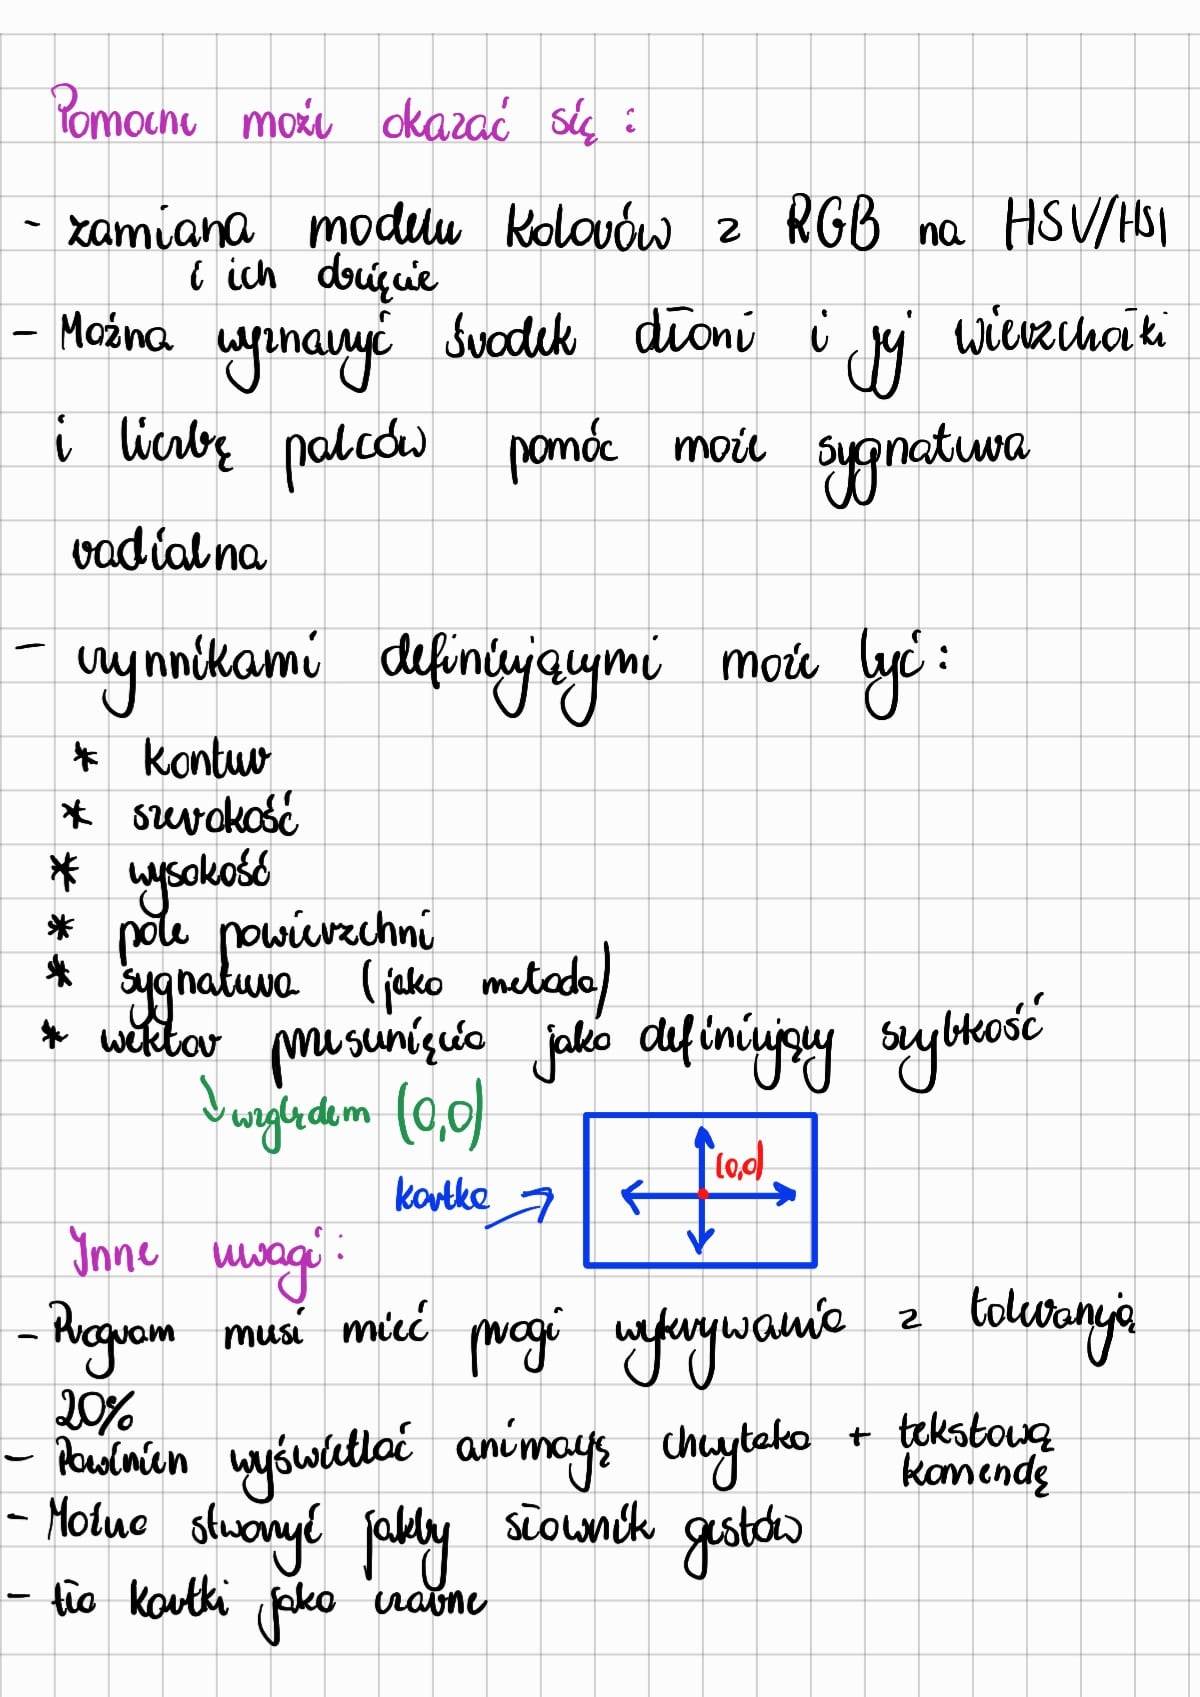 Pomocne może okazać się:
- zamiana modelu kolorów z RGB na HSV/HSI
i ich docięcie
- Można wyznaczyć środek dłoni i jej wierzchołki
i liczbę palców pomóc może sygnatura
radialna
- czynnikami definiującymi może być:
* kontur
* szerokość
* wysokość
* pole powierzchni
* sygnatura (jako metoda)
* wektor przesunięcia jako definiujący szybkość
względem (0,0)
(0,0)
kartka
Inne uwagi:
- Program musi mieć progi wykrywania z tolerancją
20%
- Powinien wyświetlać animację chwytaka + tekstową
komendę
- Można stworzyć jakby słownik gestów
- tło kartki jako czarne